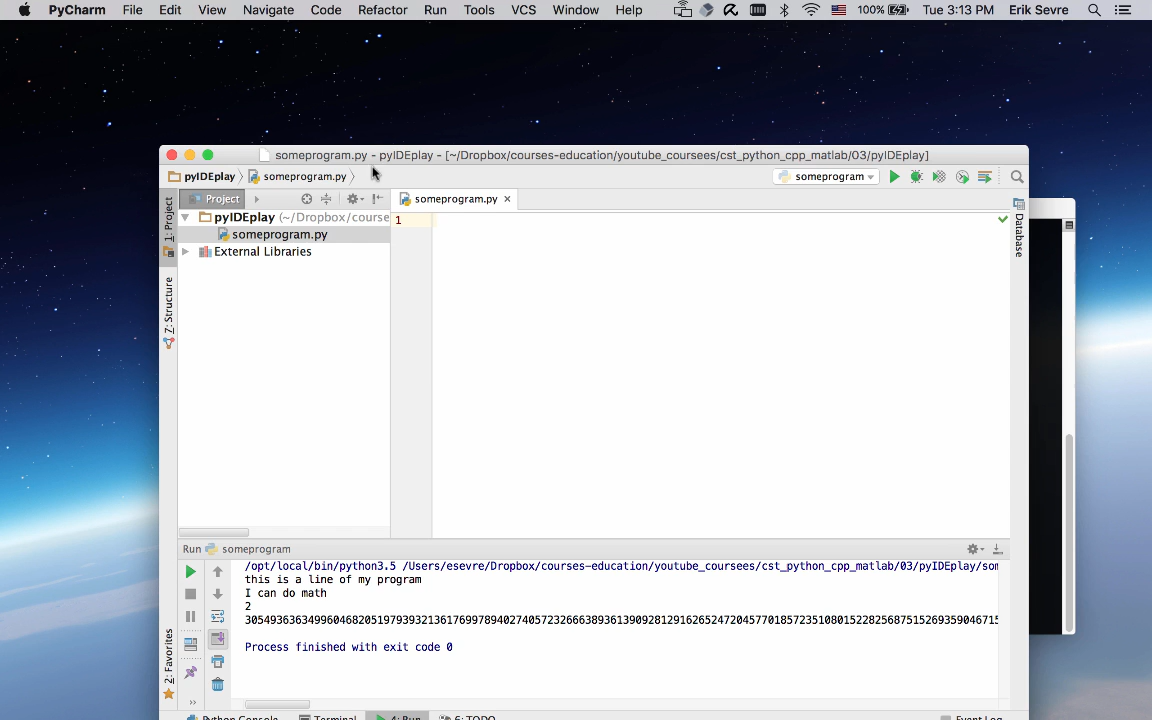 PyCharm File Edit View Navigate Code Refactor Run Tools VCS Window Help 100% Tue 3:13 PM Erik Sevre
someprogram.py - pyIDEplay - [~/Dropbox/courses-education/youtube_coursees/cst_python_cpp_matlab/03/pyIDEplay]
pyIDEplay someprogram.py someprogram
Project someprogram.py
1: Project
pyIDEplay (~/Dropbox/course
1
someprogram.py
External Libraries
Database
7: Structure
Run someprogram
/opt/local/bin/python3.5 /Users/esevre/Dropbox/courses-education/youtube_coursees/cst_python_cpp_matlab/03/pyIDEplay/som
this is a line of my program
I can do math
2
Process finished with exit code 0
2: Favorites
Python Console Terminal 4: Run 6: TODO Event Log